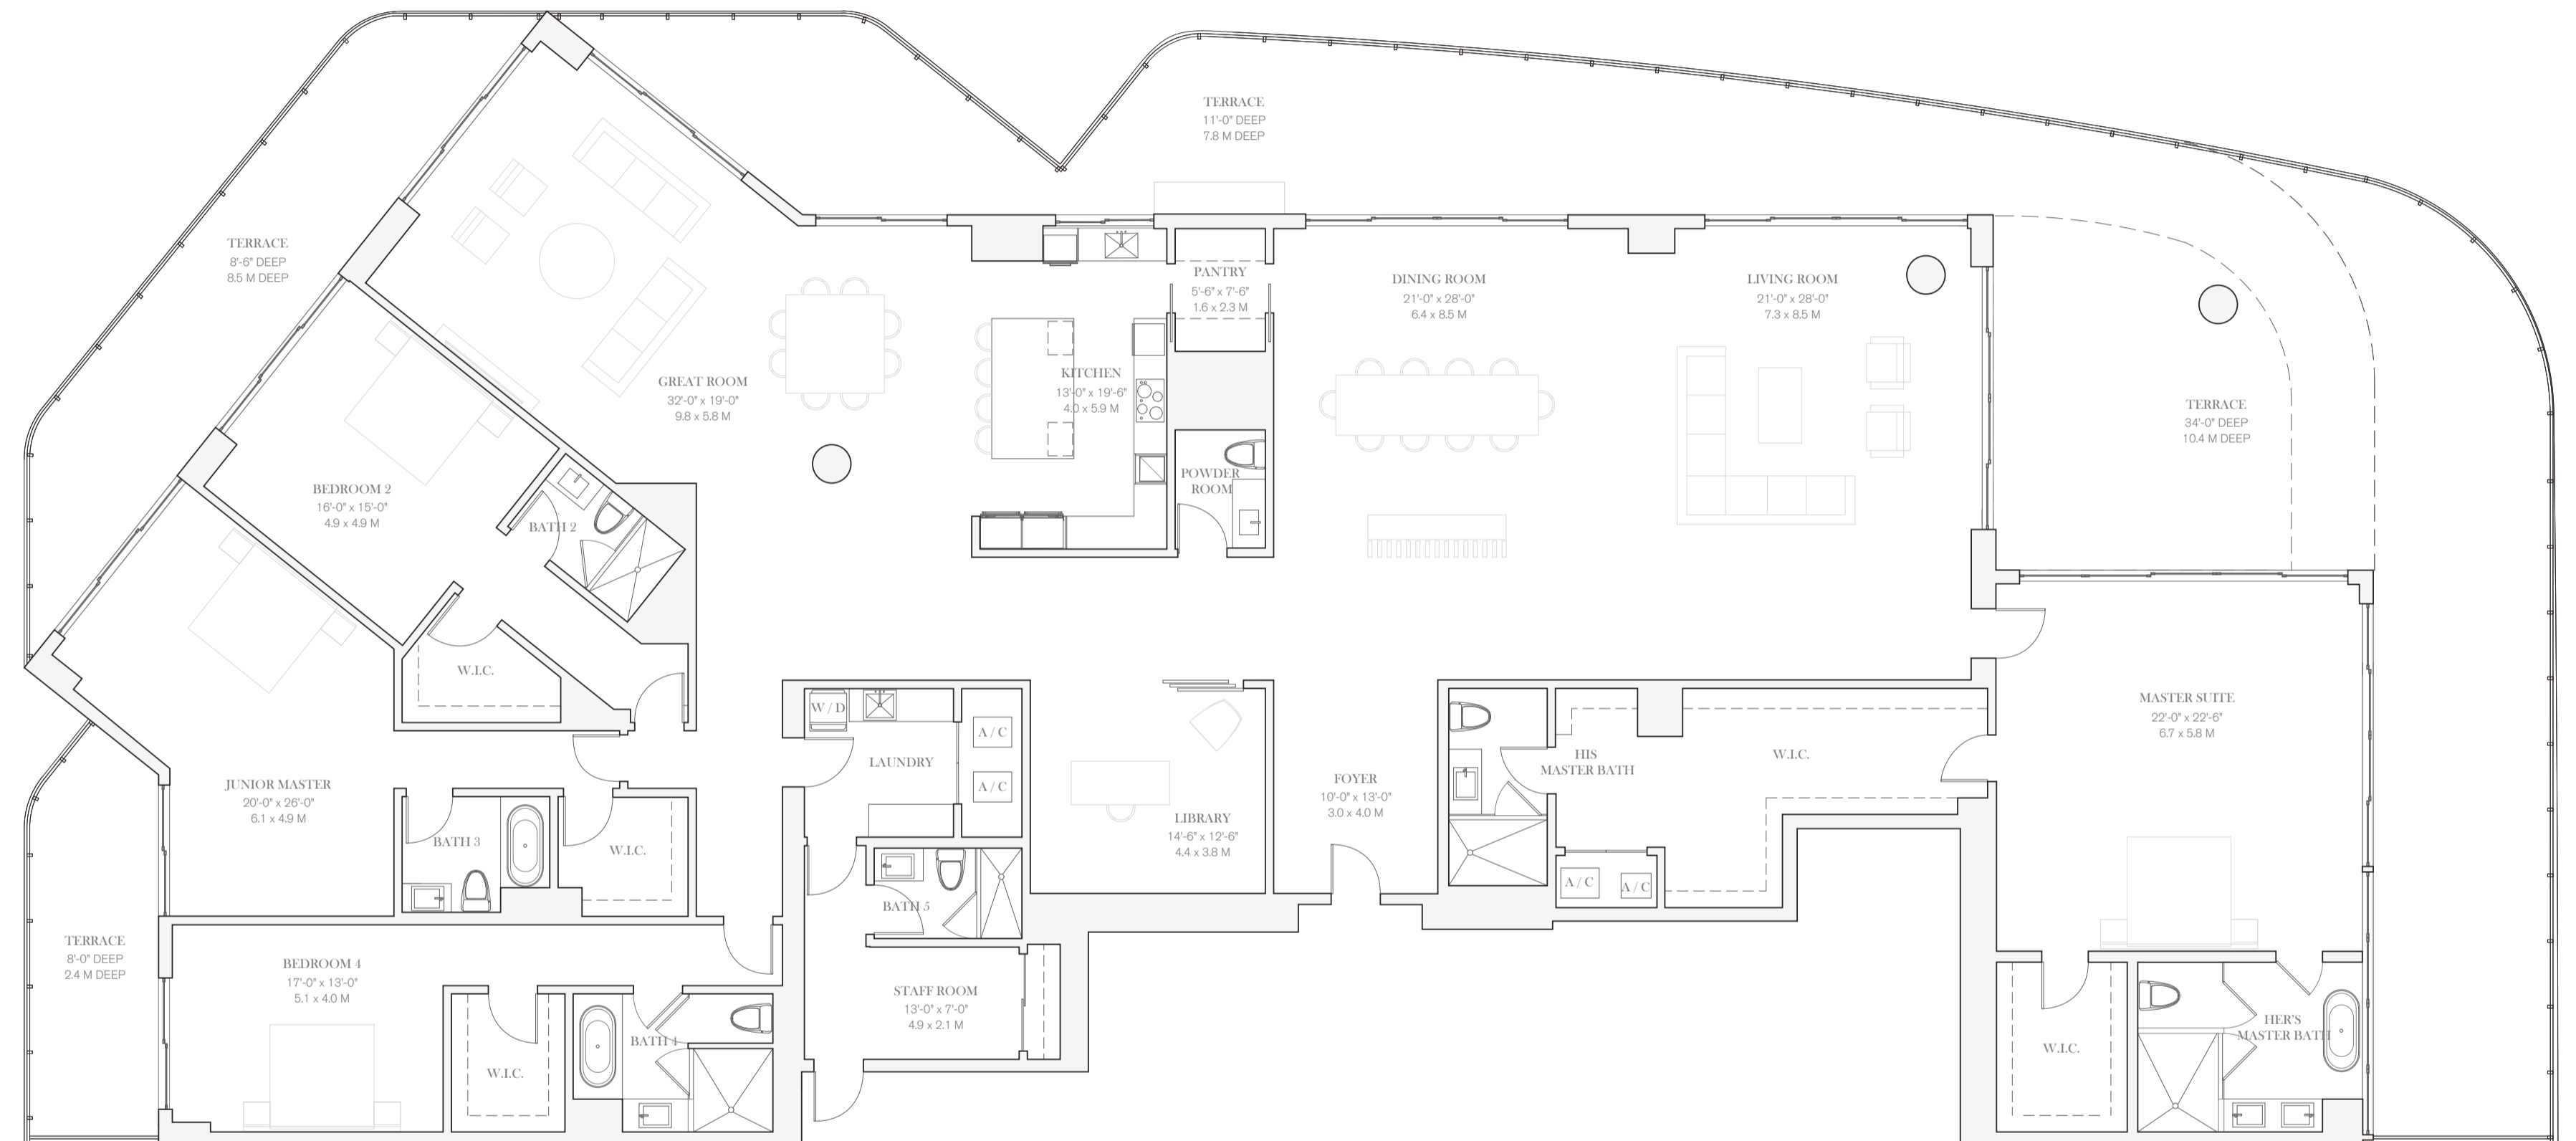 TERRACE
11'-0" DEEP
7.8 M DEEP
TERRACE
8'-6" DEEP
8.5 M DEEP
PANTRY
5'-6" x 7'-6"
1.6 x 2.3 M
DINING ROOM
21'-0" x 28'-0"
6.4 x 8.5 M
LIVING ROOM
21'-0" x 28'-0"
7.3 x 8.5 M
GREAT ROOM
32'-0" x 19'-0"
9.8 x 5.8 M
KITCHEN
13'-0" x 19'-6"
4.0 x 5.9 M
TERRACE
34'-0" DEEP
10.4 M DEEP
POWDER
ROOM
BEDROOM 2
16'-0" x 15'-0"
4.9 x 4.9 M
BATH 2
W.I.C.
W / D
A / C
LAUNDRY
A / C
HIS
MASTER BATH
W.I.C.
MASTER SUITE
22'-0" x 22'-6"
6.7 x 5.8 M
JUNIOR MASTER
20'-0" x 26'-0"
6.1 x 4.9 M
FOYER
10'-0" x 13'-0"
3.0 x 4.0 M
LIBRARY
14'-6" x 12'-6"
4.4 x 3.8 M
BATH 3
W.I.C.
A / C
A / C
BATH 5
TERRACE
8'-0" DEEP
2.4 M DEEP
BEDROOM 4
17'-0" x 13'-0"
5.1 x 4.0 M
STAFF ROOM
13'-0" x 7'-0"
4.9 x 2.1 M
W.I.C.
BATH 4
W.I.C.
HER'S
MASTER BATH